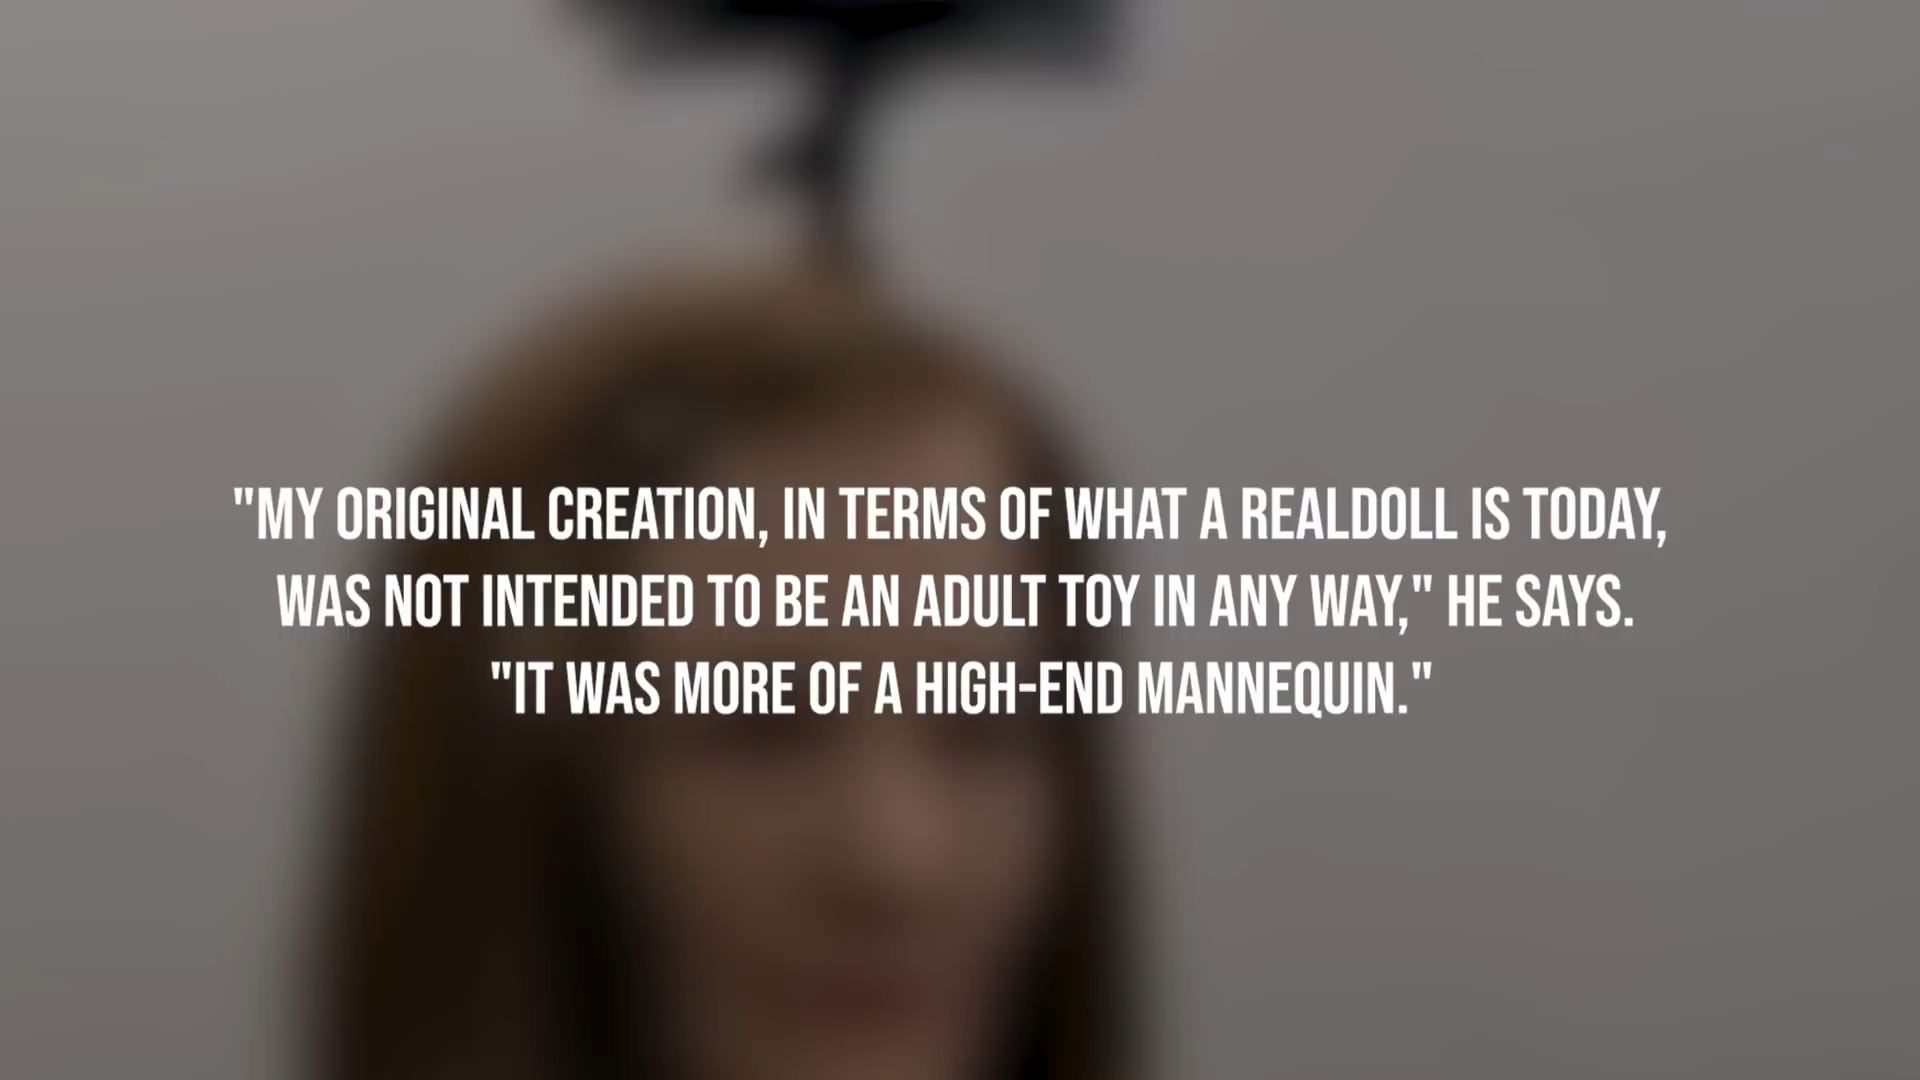 "MY ORIGINAL CREATION, IN TERMS OF WHAT A REALDOLL IS TODAY,
WAS NOT INTENDED TO BE AN ADULT TOY IN ANY WAY," HE SAYS.
"IT WAS MORE OF A HIGH-END MANNEQUIN."